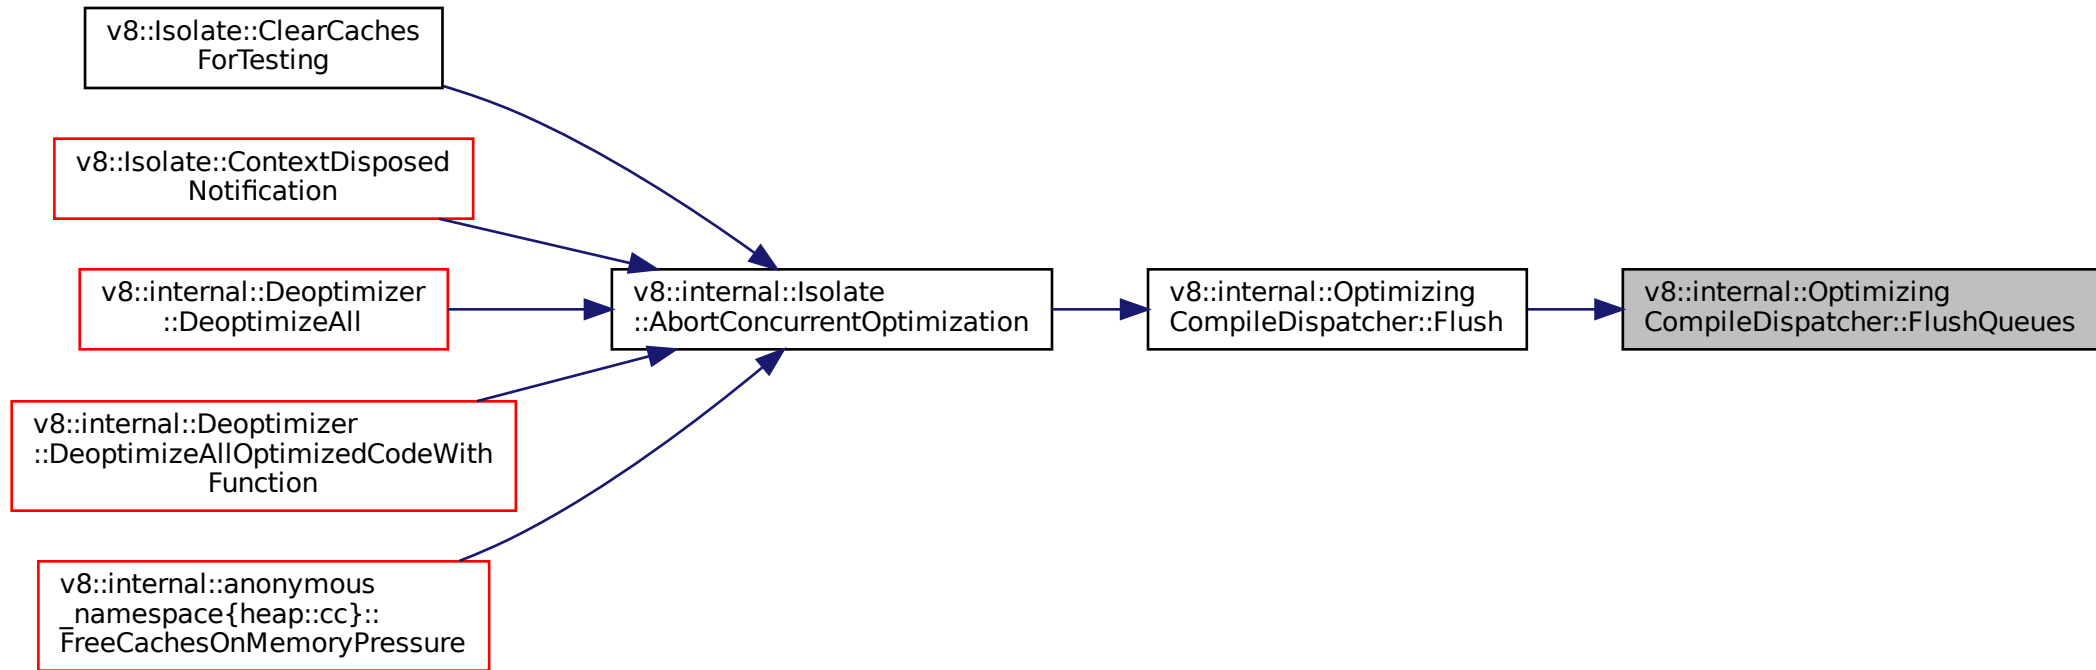 v8::Isolate::ClearCaches
ForTesting
v8::Isolate::ContextDisposed
Notification
v8::internal::Deoptimizer
::DeoptimizeAll
v8::internal::Deoptimizer
::DeoptimizeAllOptimizedCodeWith
Function
v8::internal::anonymous
_namespace{heap::cc}::
FreeCachesOnMemoryPressure
v8::internal::Isolate
::AbortConcurrentOptimization
v8::internal::Optimizing
CompileDispatcher::Flush
v8::internal::Optimizing
CompileDispatcher::FlushQueues